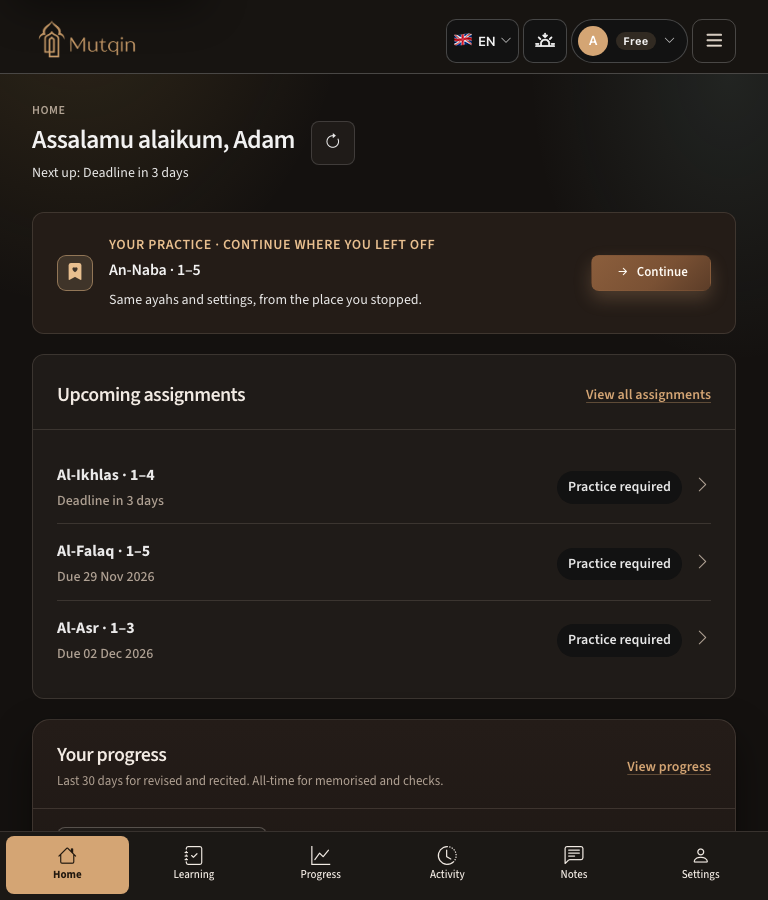 Mutqin
EN
A
Free
HOME
Assalamu alaikum, Adam
Next up: Deadline in 3 days
YOUR PRACTICE · CONTINUE WHERE YOU LEFT OFF
An-Naba · 1–5
Same ayahs and settings, from the place you stopped.
Continue
Upcoming assignments
View all assignments
Al-Ikhlas · 1–4
Deadline in 3 days
Practice required
Al-Falaq · 1–5
Due 29 Nov 2026
Practice required
Al-Asr · 1–3
Due 02 Dec 2026
Practice required
Your progress
Last 30 days for revised and recited. All-time for memorised and checks.
View progress
Home
Learning
Progress
Activity
Notes
Settings